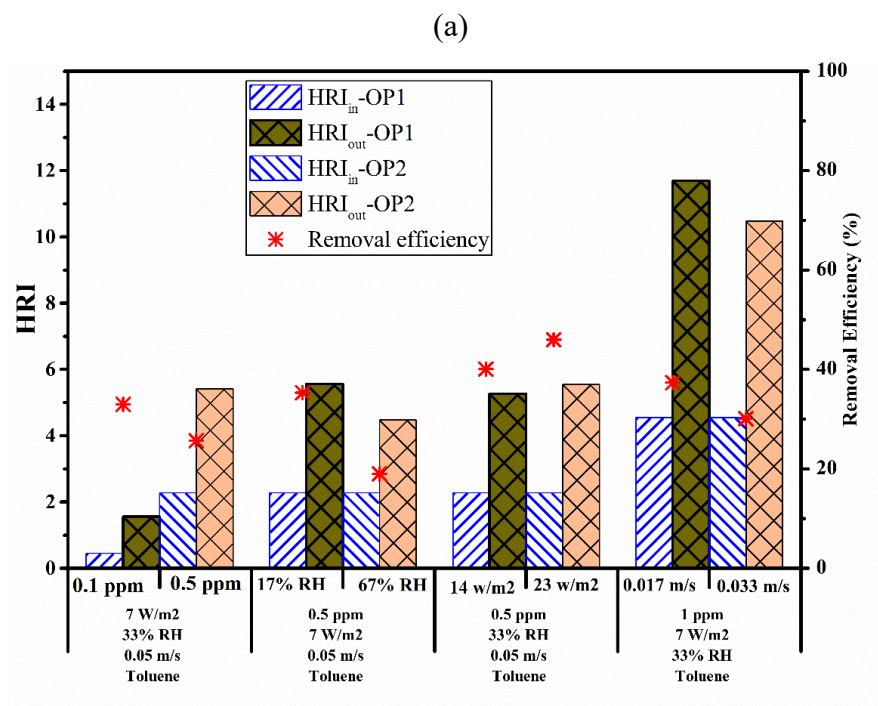 (a)
HRI
14
12
10
8
6
4
2
0
HRIin-OP1
HRIout-OP1
HRIin-OP2
HRIout-OP2
Removal efficiency
100
80
60
40
20
0
Removal Efficiency (%)
0.1 ppm 0.5 ppm 17% RH 67% RH 14 w/m2 23 w/m2 0.017 m/s 0.033 m/s
7 W/m2 0.5 ppm 0.5 ppm 1 ppm
33% RH 7 W/m2 33% RH 7 W/m2
0.05 m/s 0.05 m/s 0.05 m/s 33% RH
Toluene Toluene Toluene Toluene